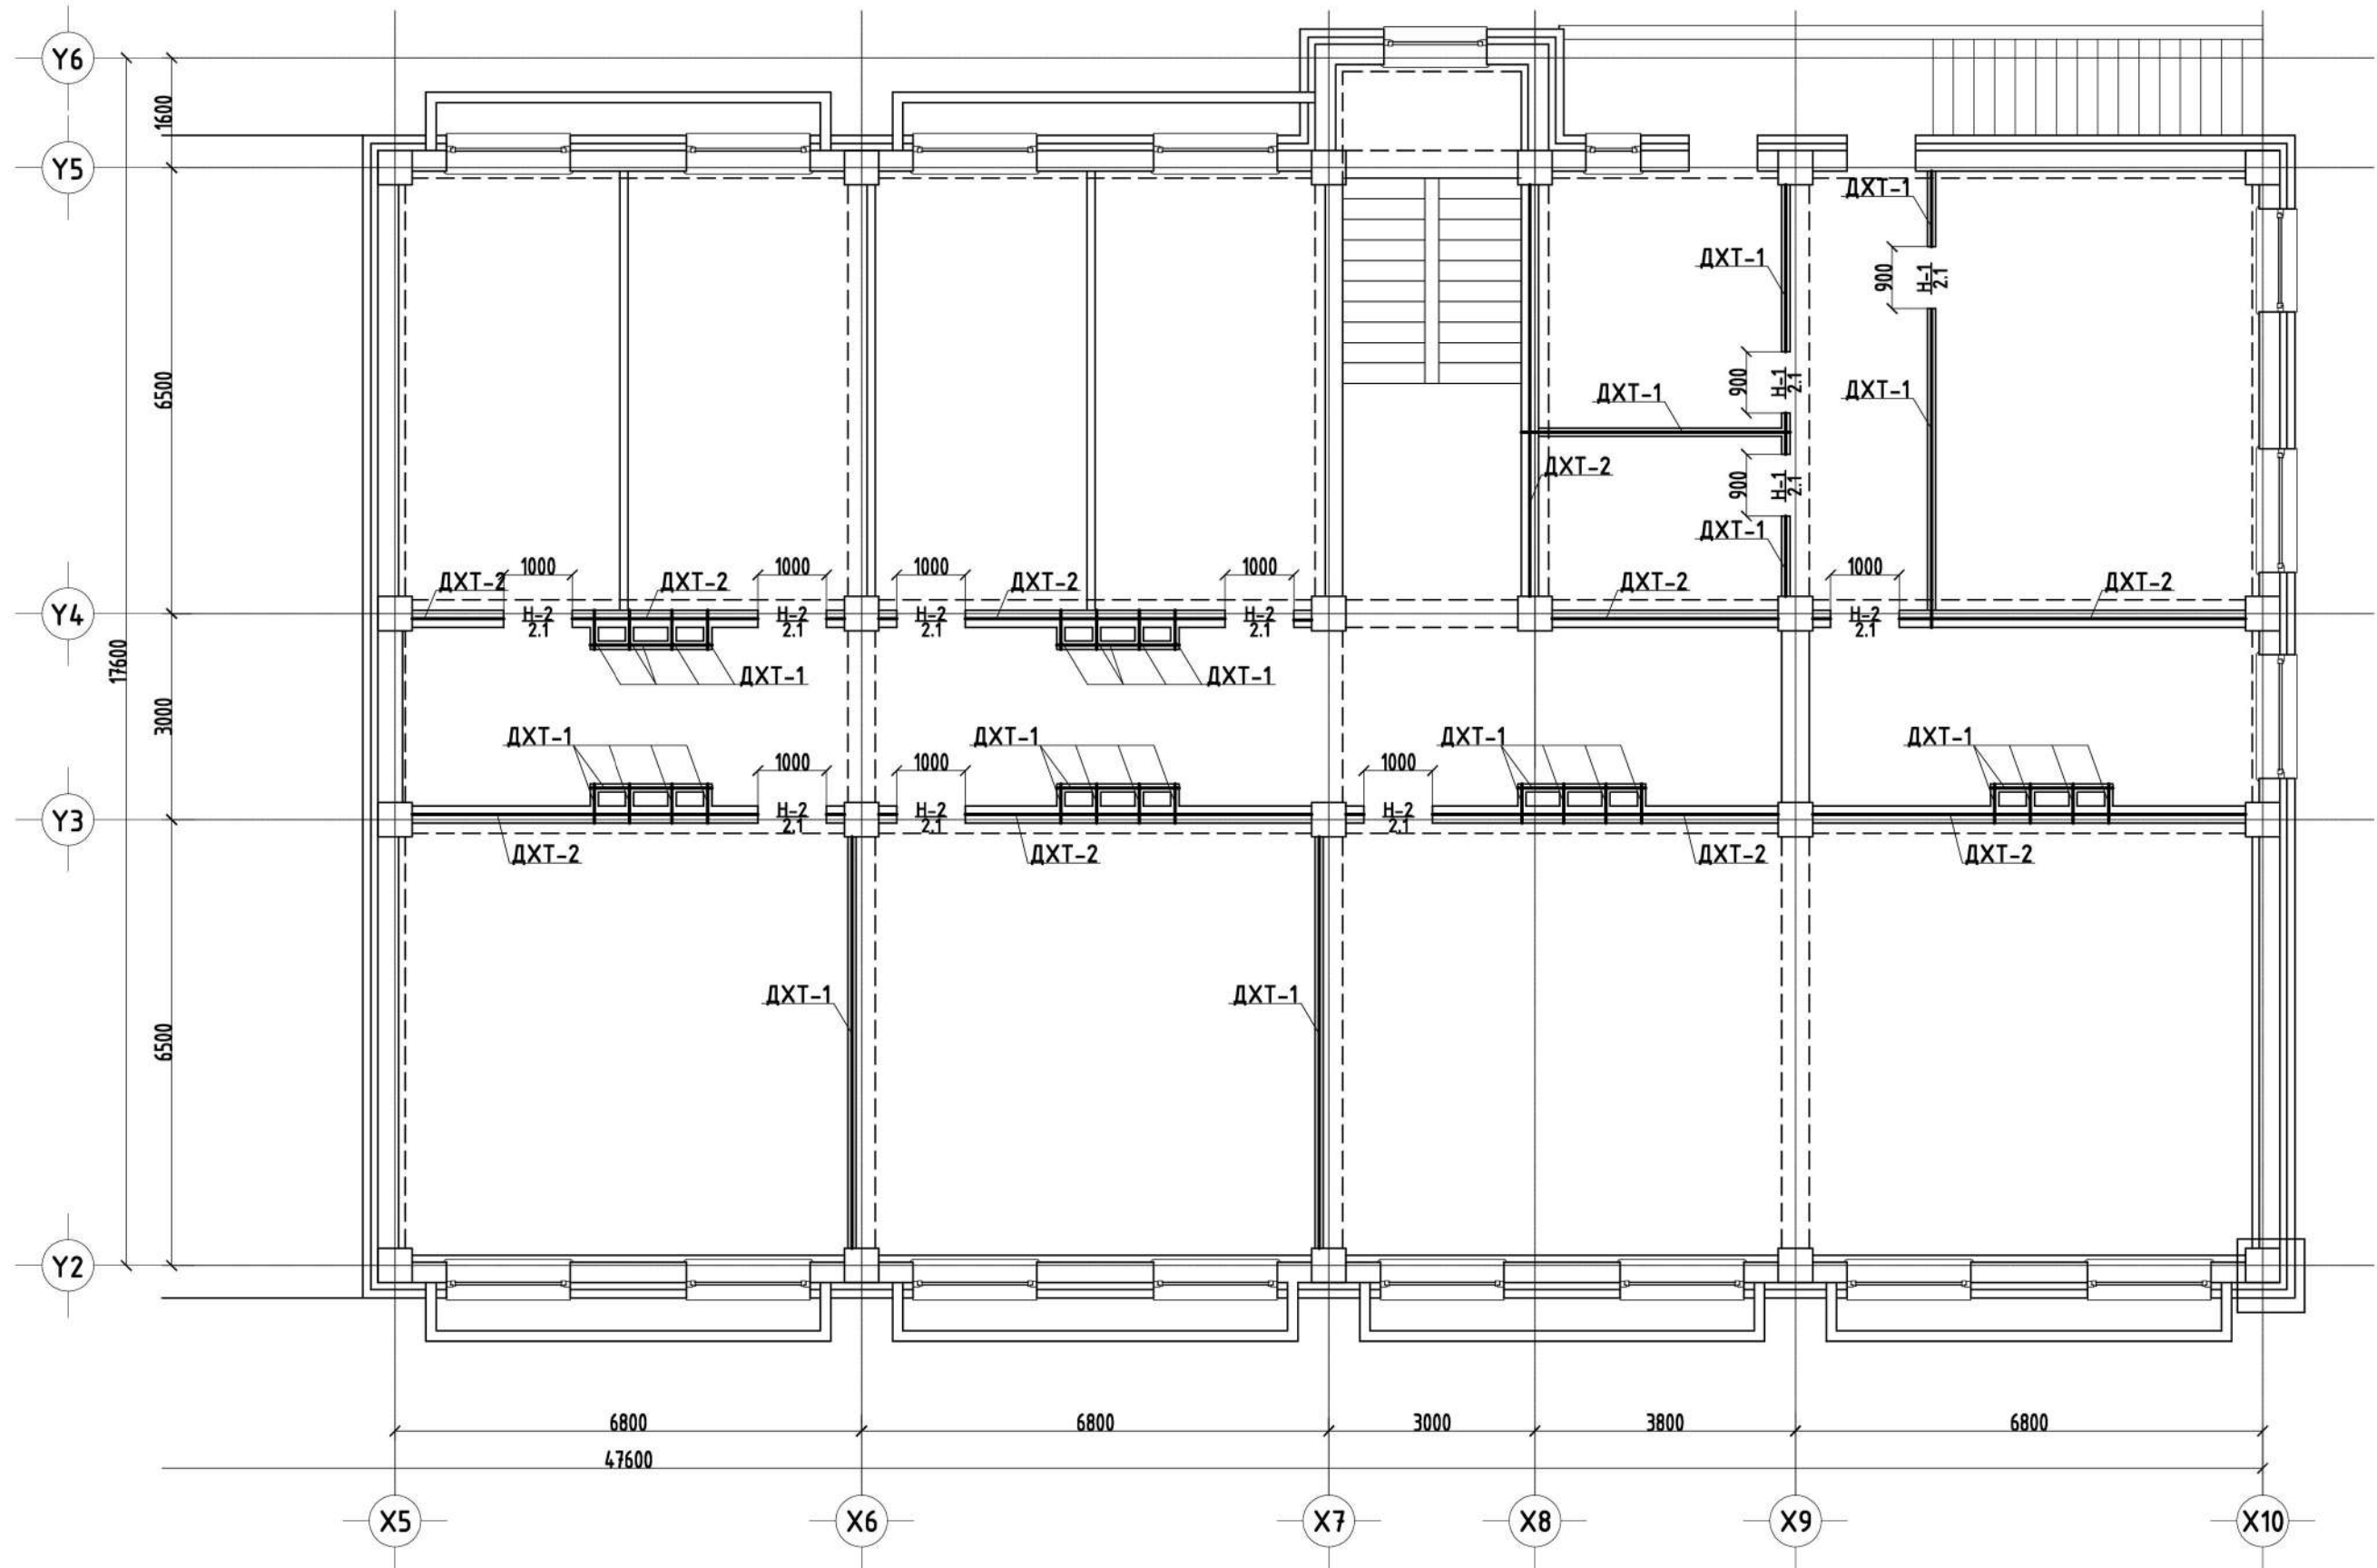 Y6
1600
Y5
ДХТ-1
ДХТ-1
900
Н-1
2.1
6500
900
Н-1
2.1
ДХТ-1
ДХТ-1
ДХТ-2
900
Н-1
2.1
ДХТ-1
1000
1000
1000
1000
1000
ДХТ-2
ДХТ-2
ДХТ-2
ДХТ-2
ДХТ-2
Y4
Н-2
2.1
Н-2
2.1
Н-2
2.1
Н-2
2.1
Н-2
2.1
17600
ДХТ-1
ДХТ-1
3000
ДХТ-1
ДХТ-1
ДХТ-1
ДХТ-1
1000
1000
1000
Y3
Н-2
2.1
Н-2
2.1
Н-2
2.1
ДХТ-2
ДХТ-2
ДХТ-2
ДХТ-2
6500
ДХТ-1
ДХТ-1
Y2
6800
6800
3000
3800
6800
47600
X5
X6
X7
X8
X9
X10